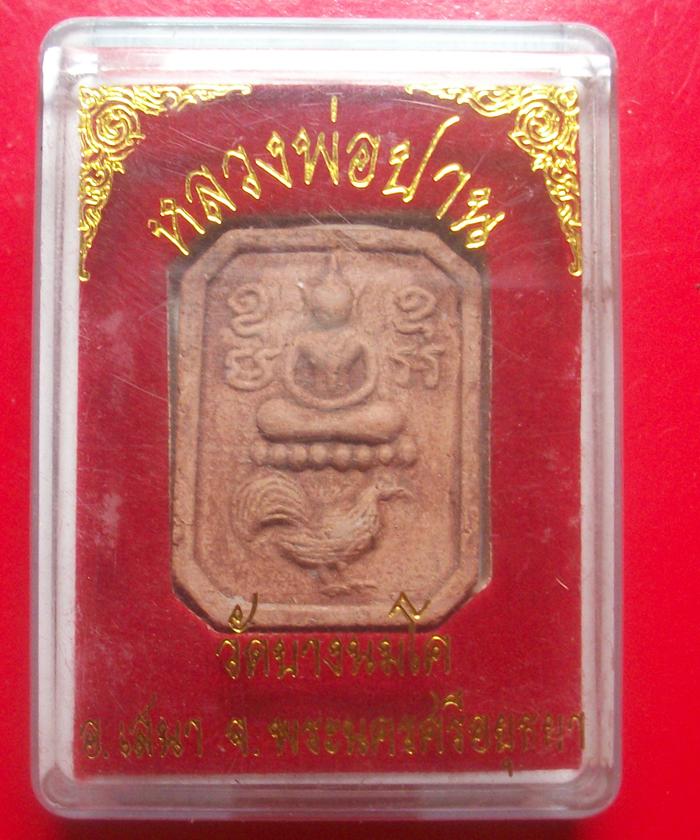 หลวงพ่อปาน
วัดบางนมโค
อ.เสนา จ.พระนครศรีอยุธยา